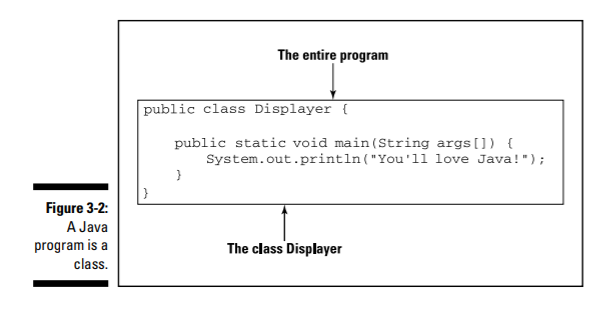 The entire program
public class Displayer {
public static void main(String args[]) {
System.out.println("You'll love Java!");
}
}
The class Displayer
Figure 3-2:
A Java
program is a
class.